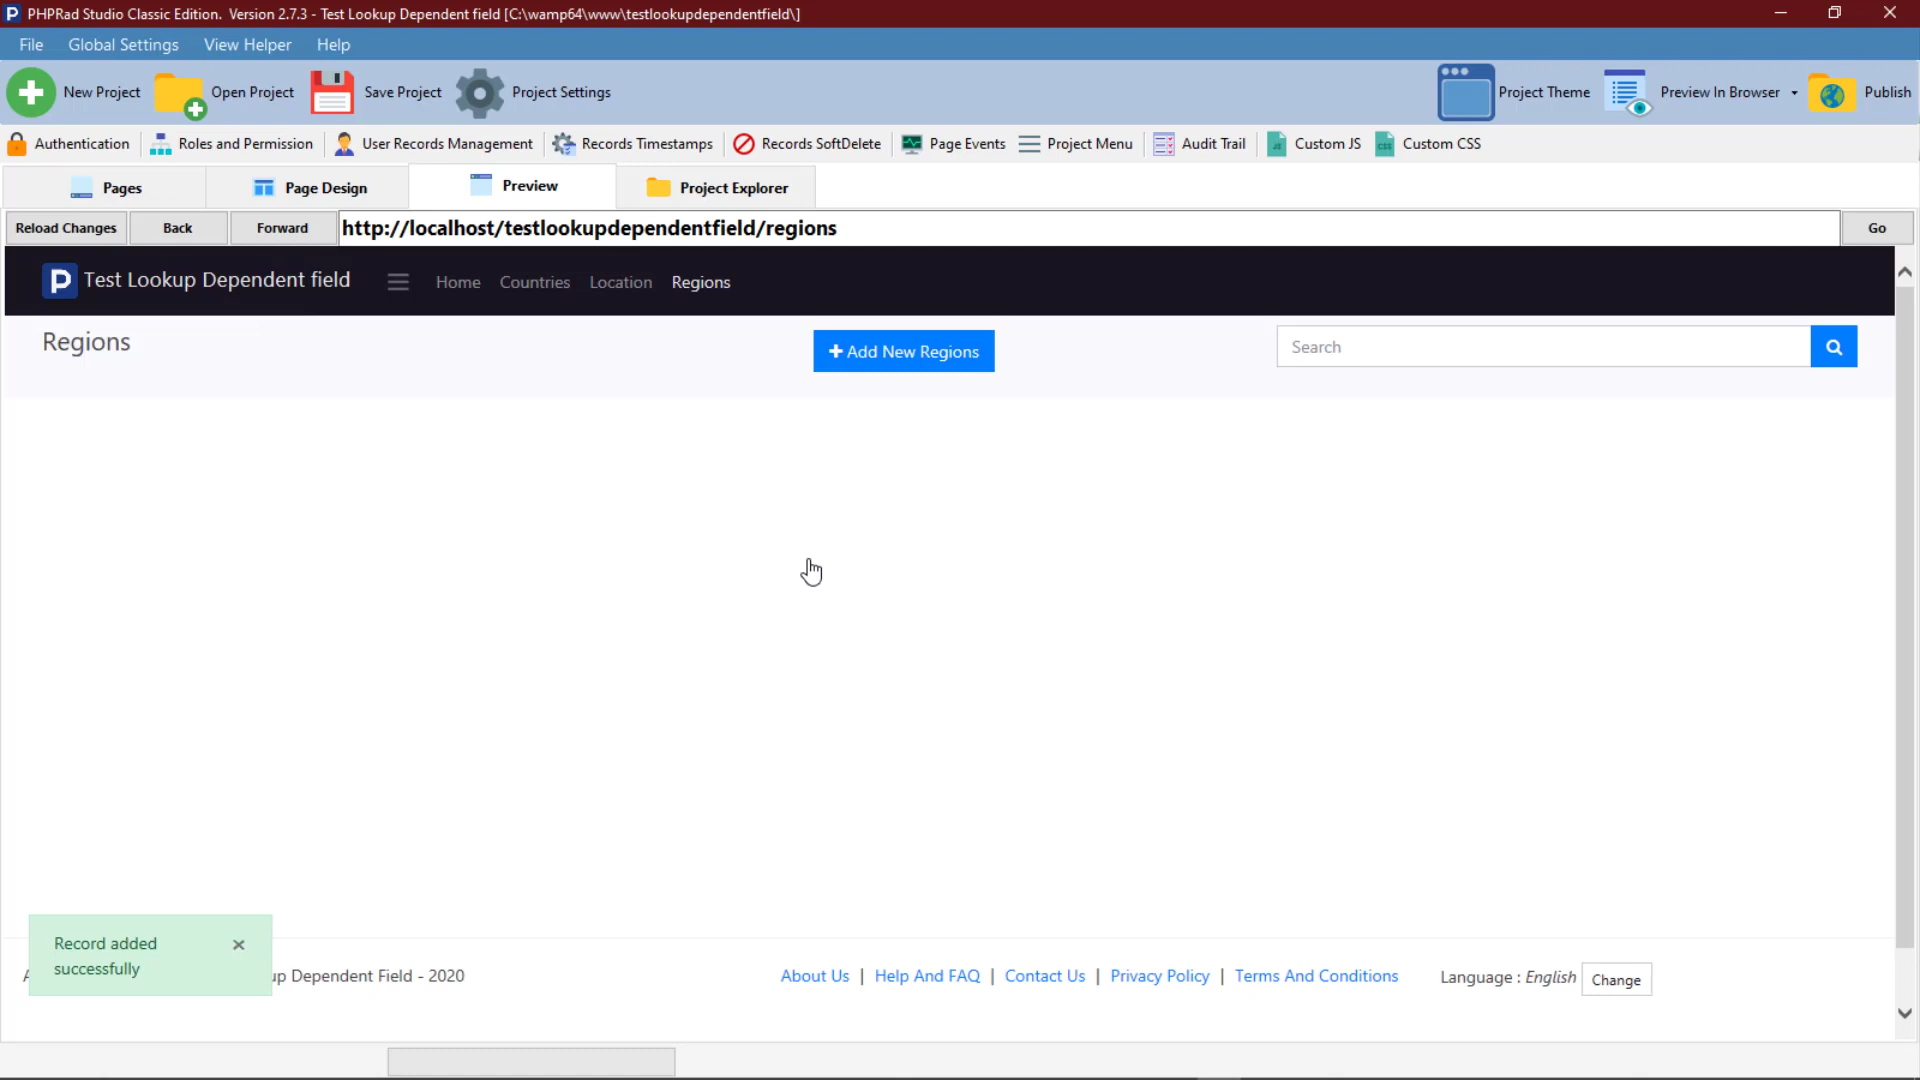 PHPRad Studio Classic Edition. Version 2.7.3 - Test Lookup Dependent field [C:\wamp64\www\testlookupdependentfield\]
File Global Settings View Helper Help
New Project Open Project Save Project Project Settings Project Theme Preview In Browser Publish
Authentication Roles and Permission User Records Management Records Timestamps Records SoftDelete Page Events Project Menu Audit Trail Custom JS Custom CSS
Pages Page Design Preview Project Explorer
Reload Changes Back Forward http://localhost/testlookupdependentfield/regions Go
Test Lookup Dependent field Home Countries Location Regions
Regions + Add New Regions Search
Record added
successfully ×
Dependent Field - 2020 About Us | Help And FAQ | Contact Us | Privacy Policy | Terms And Conditions Language : English Change